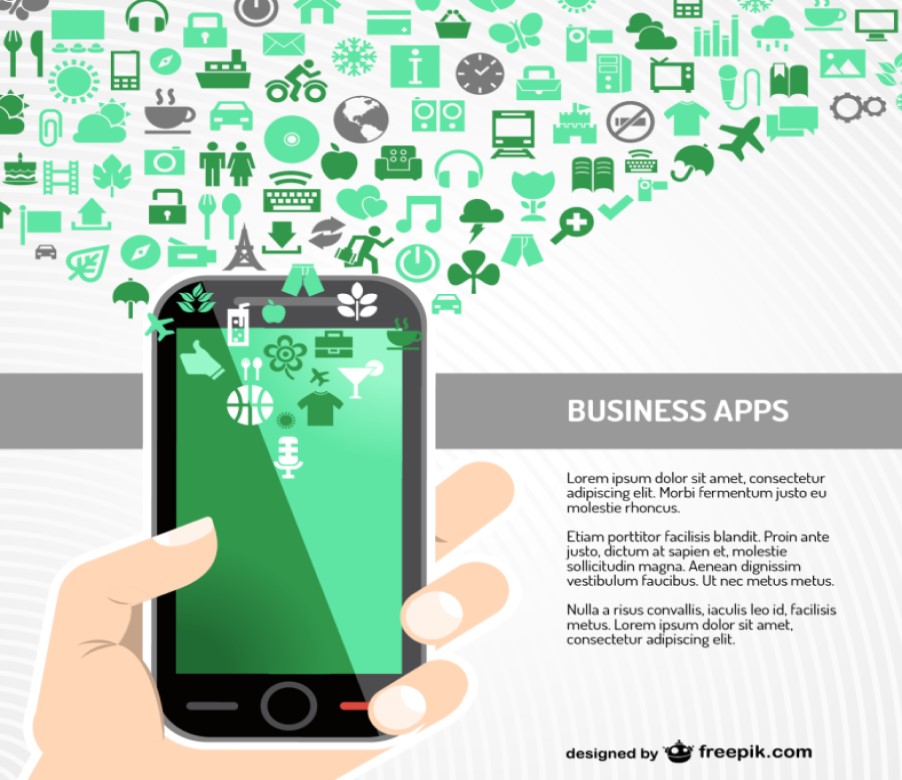 BUSINESS APPS
Lorem ipsum dolor sit amet, consectetur
adipiscing elit. Morbi fermentum justo eu
molestie rhoncus.
Etiam porttitor facilisis blandit. Proin ante
justo, dictum at sapien et, molestie
sollicitudin magna. Aenean dignissim
vestibulum faucibus. Ut nec metus metus.
Nulla a risus convallis, iaculis leo id, facilisis
metus. Lorem ipsum dolor sit amet,
consectetur adipiscing elit.
designed by freepik.com